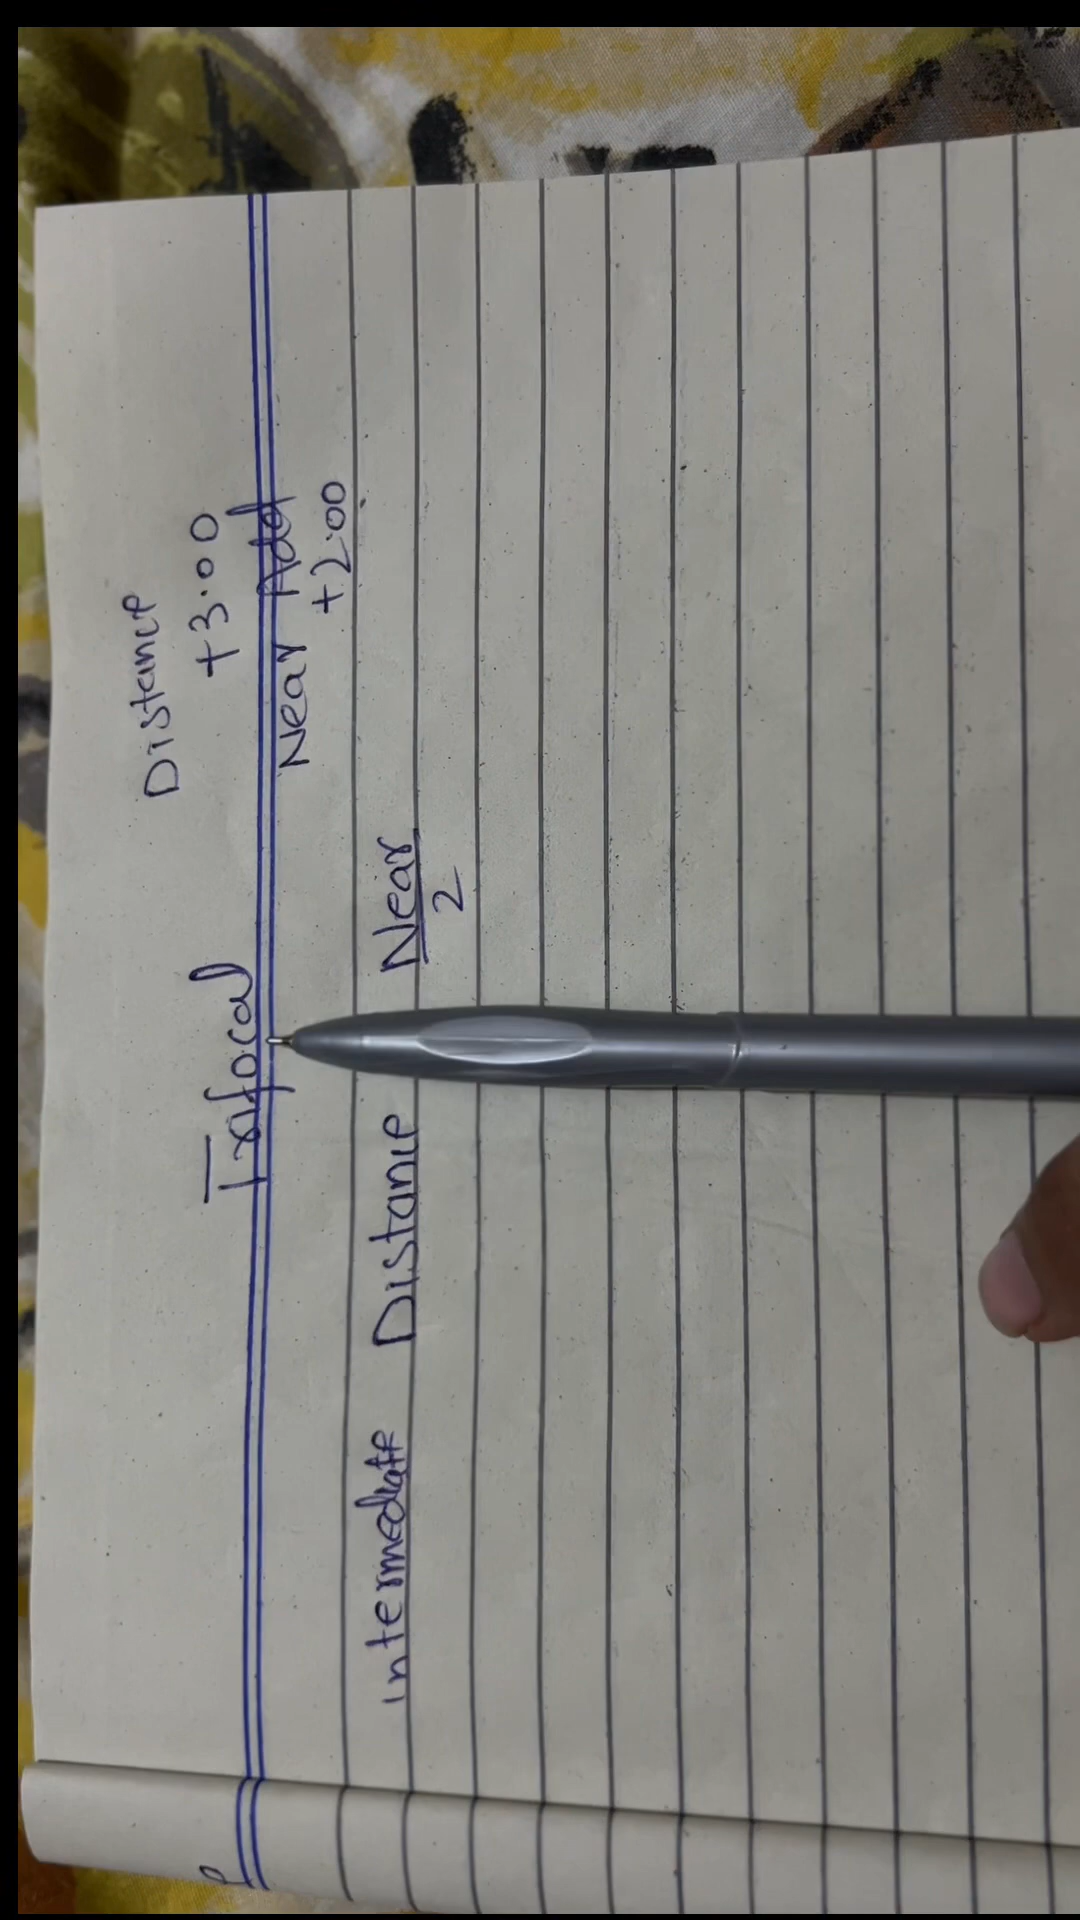 Distance
+3.00
Trifocal
Near Add
+2.00
intermediate Distance Near
2